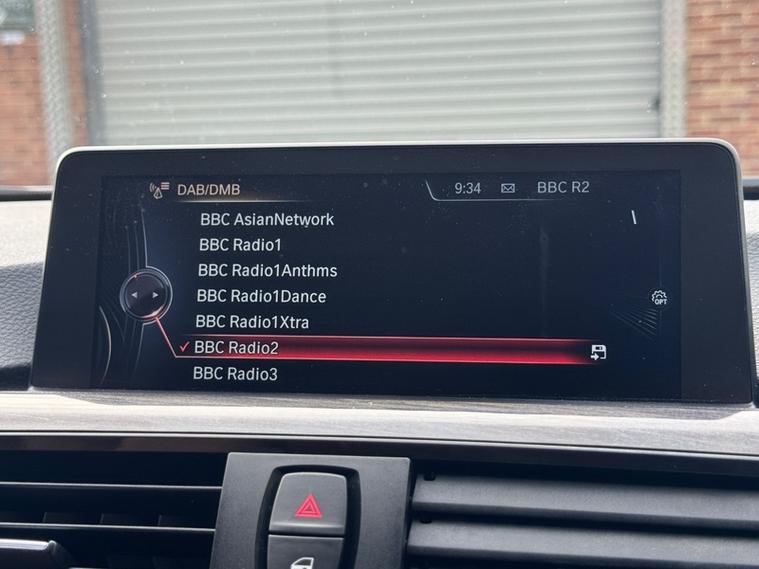 DAB/DMB
9:34 BBC R2
BBC AsianNetwork
BBC Radio1
BBC Radio1Anthms
BBC Radio1Dance
OPT
BBC Radio1Xtra
BBC Radio2
BBC Radio3